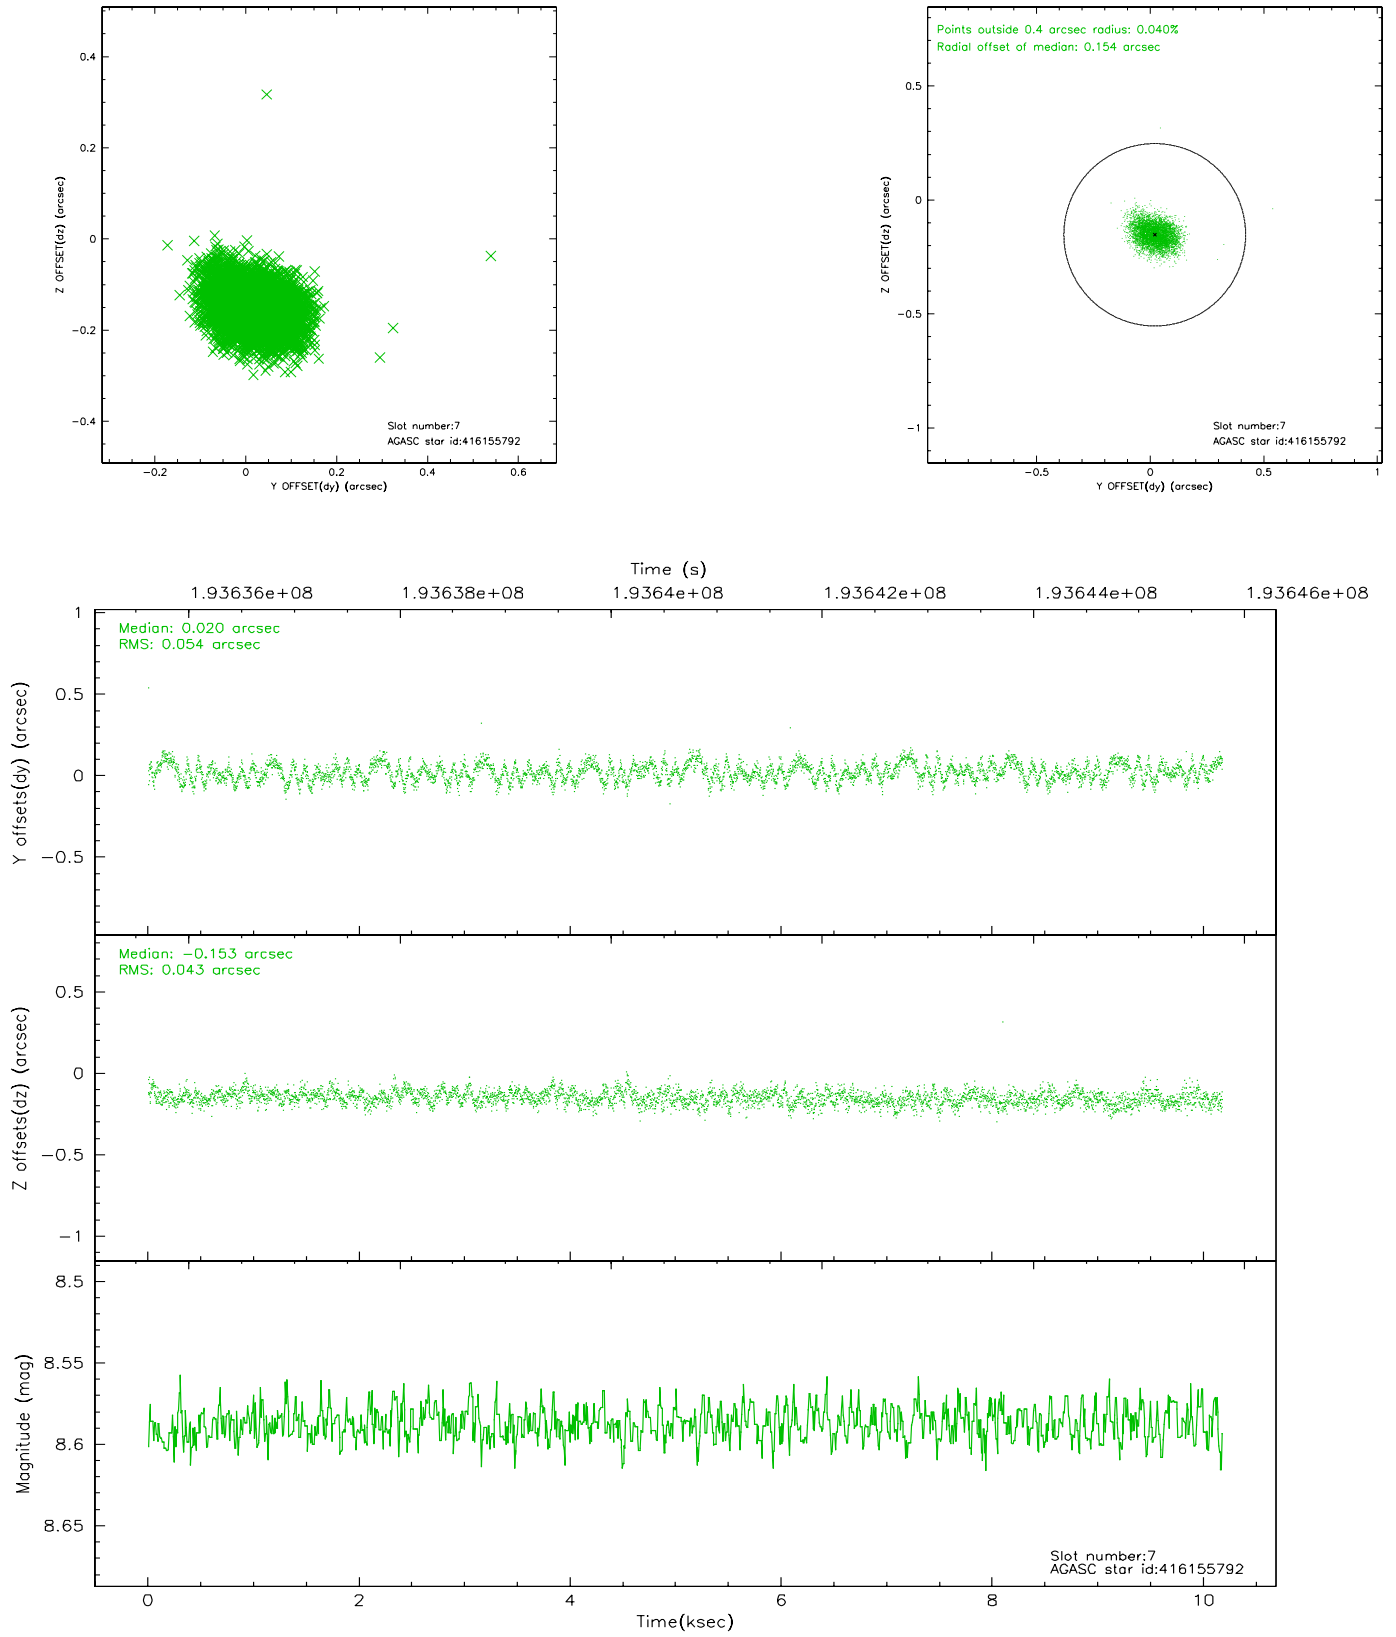 0.4
0.2
0
−0.2
−0.4
Z OFFSET(dz) (arcsec)
−0.2 0 0.2 0.4 0.6
Y OFFSET(dy) (arcsec)
Slot number:7
AGASC star id:416155792
Points outside 0.4 arcsec radius: 0.040%
Radial offset of median: 0.154 arcsec
0.5
0
−0.5
−1
Z OFFSET(dz) (arcsec)
−0.5 0 0.5 1
Y OFFSET(dy) (arcsec)
Slot number:7
AGASC star id:416155792
Time (s)
1.93636e+08 1.93638e+08 1.9364e+08 1.93642e+08 1.93644e+08 1.93646e+08
Median: 0.020 arcsec
RMS: 0.054 arcsec
1
0.5
0
−0.5
Y offsets(dy) (arcsec)
Median: −0.153 arcsec
RMS: 0.043 arcsec
0.5
0
−0.5
−1
Z offsets(dz) (arcsec)
8.5
8.55
8.6
8.65
Magnitude (mag)
Slot number:7
AGASC star id:416155792
0 2 4 6 8 10
Time(ksec)